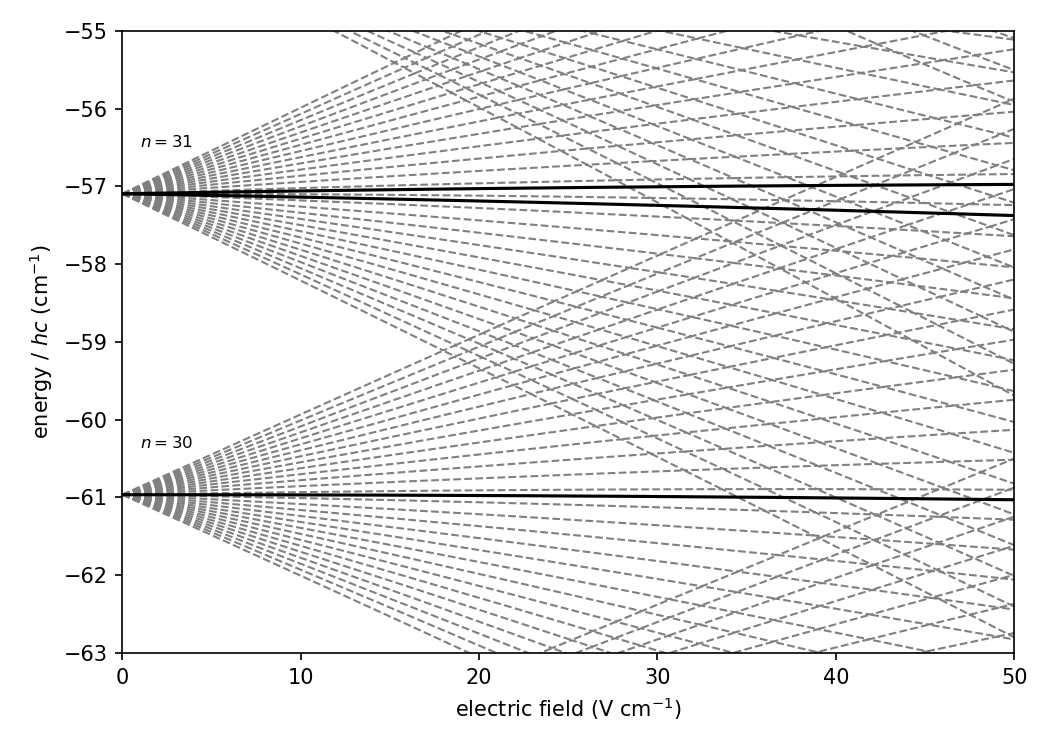 −55
−56
−57
−58
−59
−60
−61
−62
−63
energy / hc (cm⁻¹)
n = 31
n = 30
0 10 20 30 40 50
electric field (V cm⁻¹)